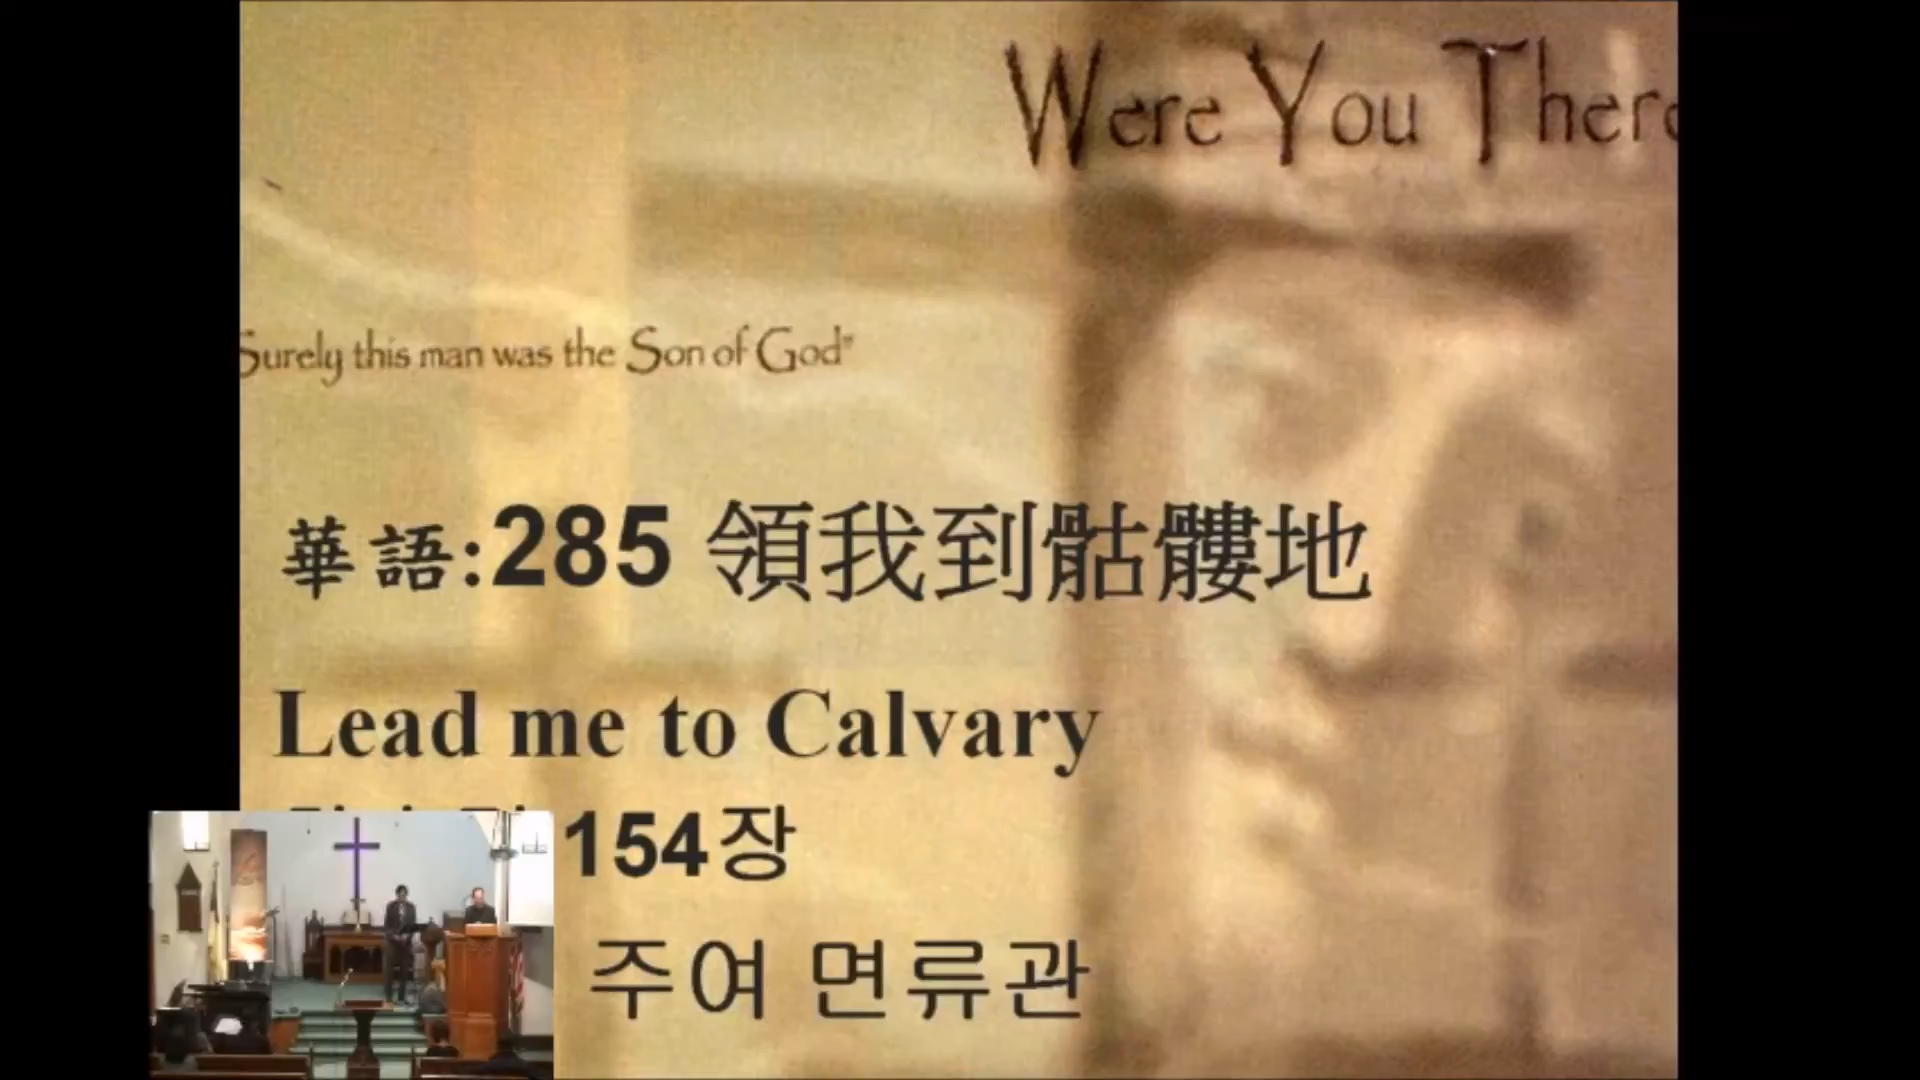 Were You There
Surely this man was the Son of God"
華語:285 領我到骷髏地
Lead me to Calvary
154장
주여 면류관